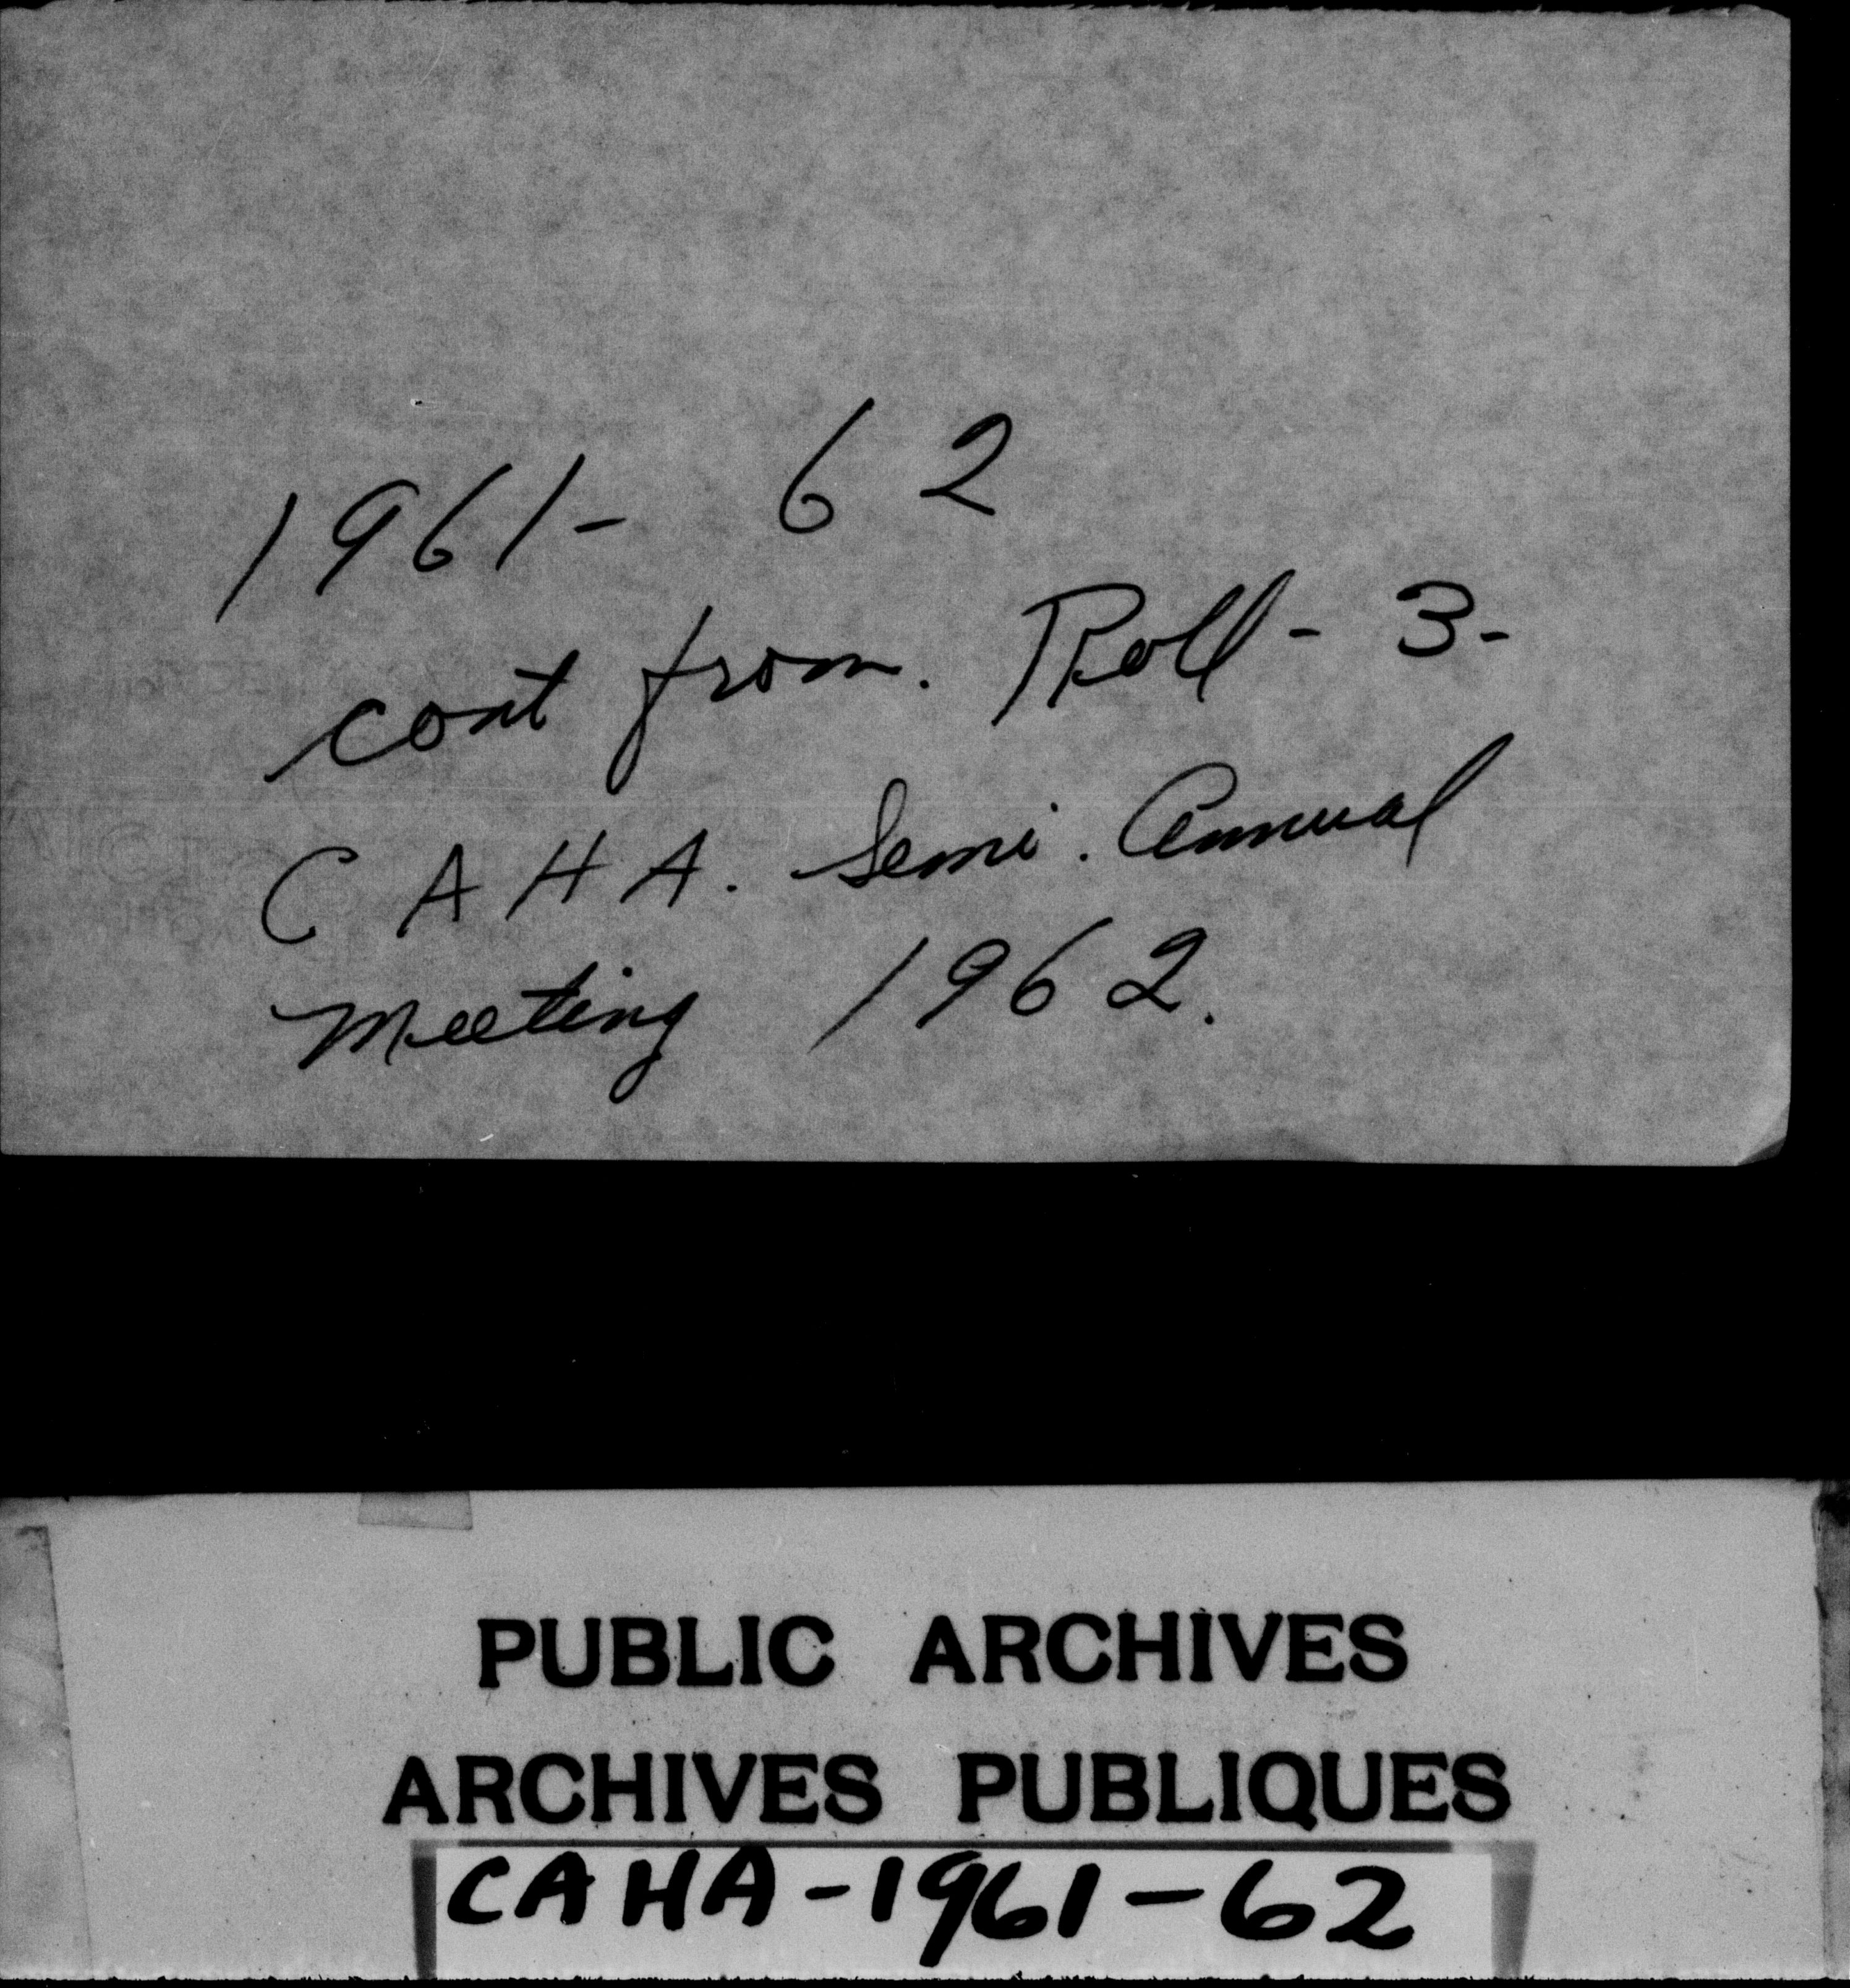 1961- 62
cont from. Roll- 3-
C A H A. Semi. Annual
Meeting 1962.
PUBLIC ARCHIVES
ARCHIVES PUBLIQUES
CAHA-1961-62